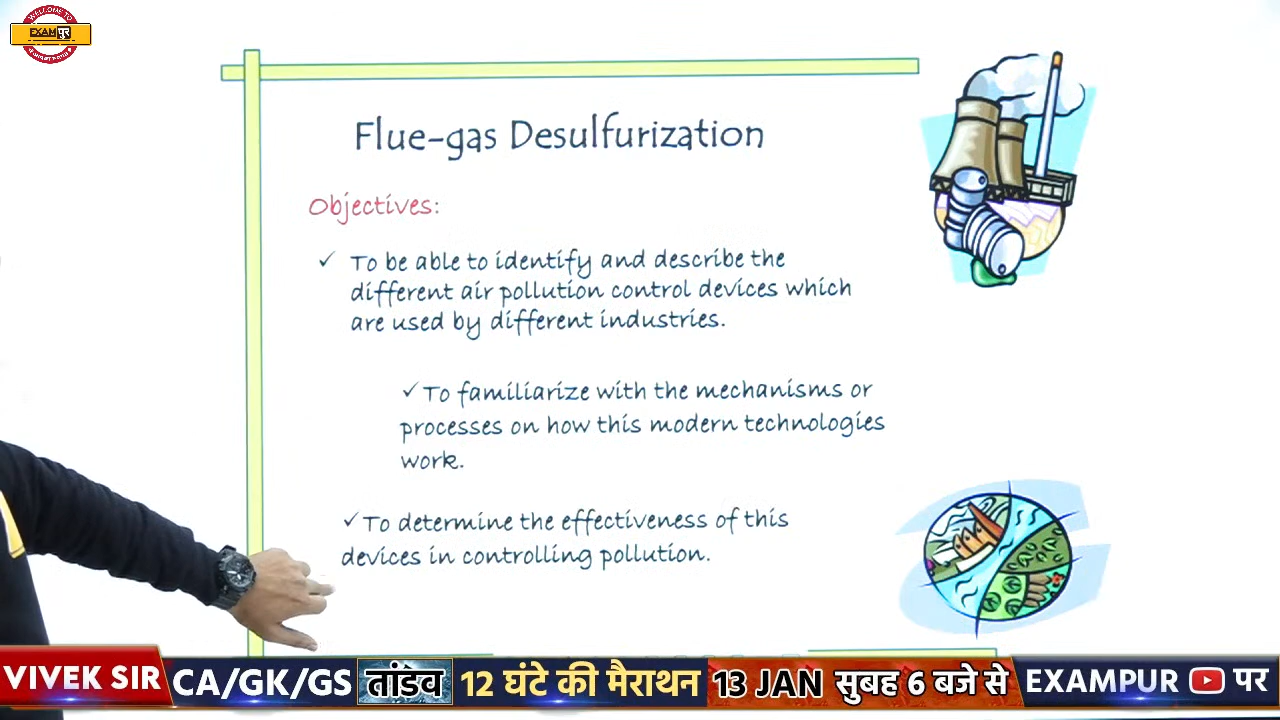 WELCOME TO
EXAMपुर
Flue-gas Desulfurization
Objectives:
✓ To be able to identify and describe the
different air pollution control devices which
are used by different industries.
✓To familiarize with the mechanisms or
processes on how this modern technologies
work.
✓To determine the effectiveness of this
devices in controlling pollution.
VIVEK SIR CA/GK/GS तांडव 12 घंटे की मैराथन 13 JAN सुबह 6 बजे से EXAMPUR पर